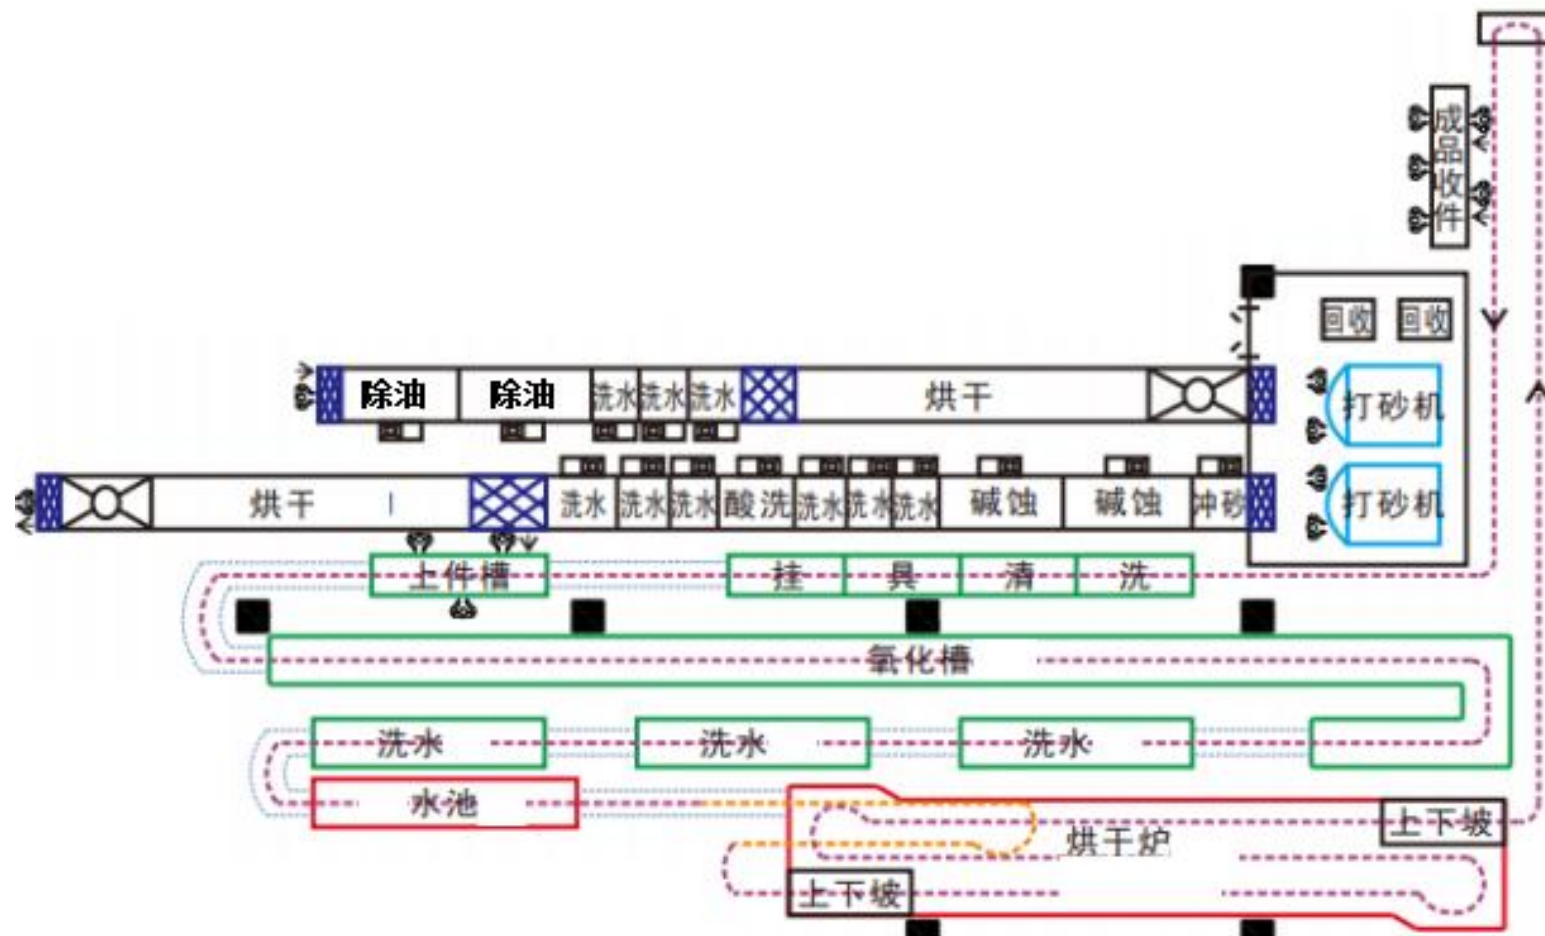 成品收件
回收 回收
除油 除油 洗水 洗水 洗水 烘干 打砂机
烘干 洗水 洗水 洗水 酸洗 洗水 洗水 洗水 碱蚀 碱蚀 冲砂 打砂机
上件槽 挂具清洗
氧化槽
洗水 洗水 洗水
水池 上下坡
烘干炉
上下坡